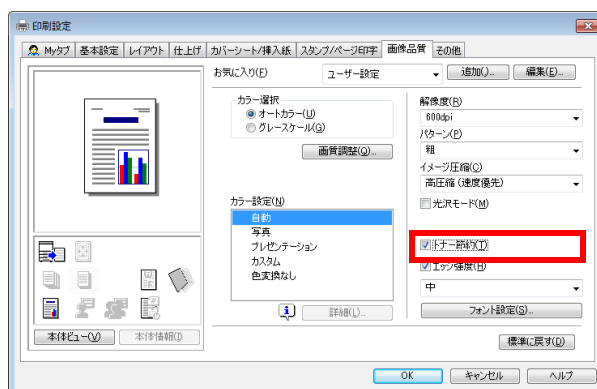 印刷設定
Myタブ 基本設定 レイアウト 仕上げ カバーシート/挿入紙 スタンプ/ページ印字 画像品質 その他
お気に入り(F) ユーザー設定 追加(.)... 編集(E)...
カラー選択
オートカラー(U)
グレースケール(G)
画質調整(Q)...
解像度(R)
600dpi
パターン(P)
粗
イメージ圧縮(C)
高圧縮 (速度優先)
光沢モード(M)
カラー設定(N)
自動
写真
プレゼンテーション
カスタム
色変換なし
詳細(L)...
トナー節約(T)
エッジ強度(H)
中
フォント設定(S)...
本体ビュー(V) 本体情報(I)
標準に戻す(D)
OK キャンセル ヘルプ